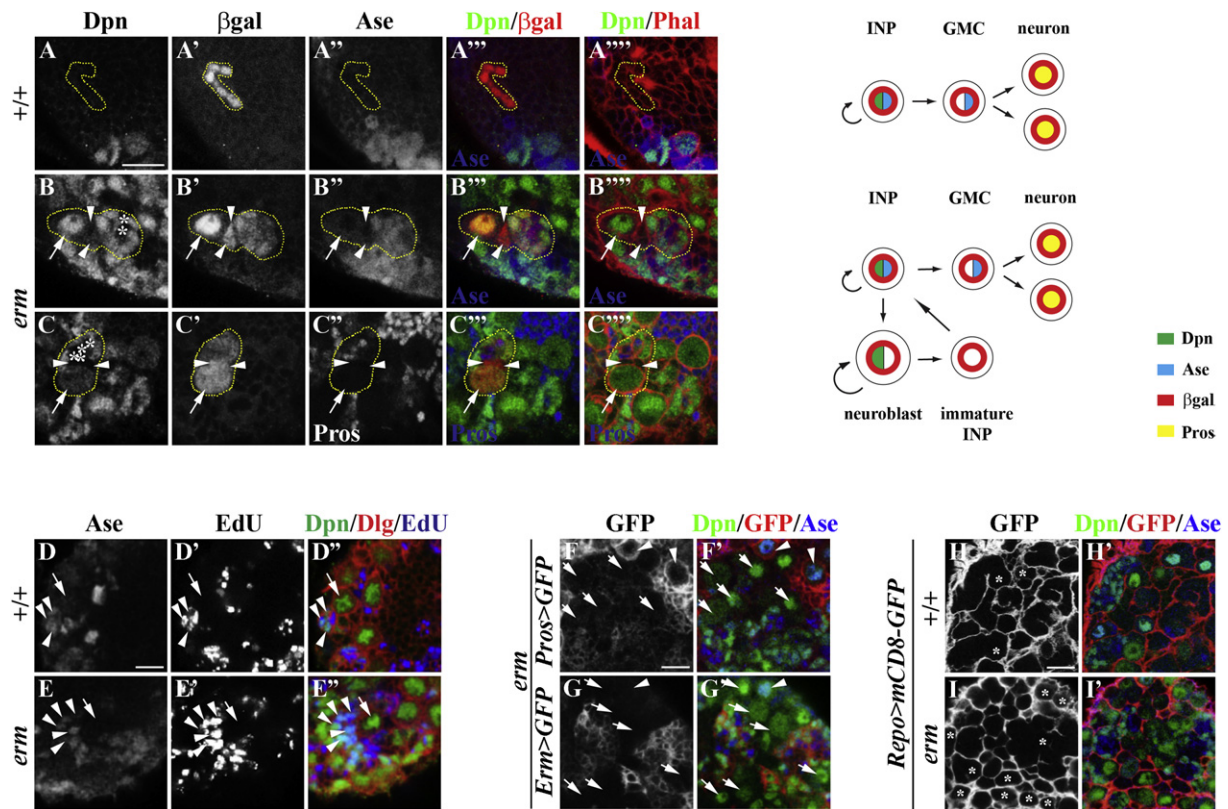 Dpn βgal Ase Dpn/βgal Dpn/Phal
+/+ A A' A'' A''' A''''
Ase Ase
erm B B' B'' B''' B''''
Ase Ase
C C' C'' C''' C''''
Pros Pros Pros
INP GMC neuron
INP GMC neuron
neuroblast immature
INP
Dpn
Ase
βgal
Pros
Ase EdU Dpn/Dlg/EdU
+/+ D D' D''
erm E E' E''
GFP Dpn/GFP/Ase
erm Pros>GFP F F'
Erm>GFP G G'
GFP Dpn/GFP/Ase
Repo>mCD8-GFP +/+ H H'
erm I I'